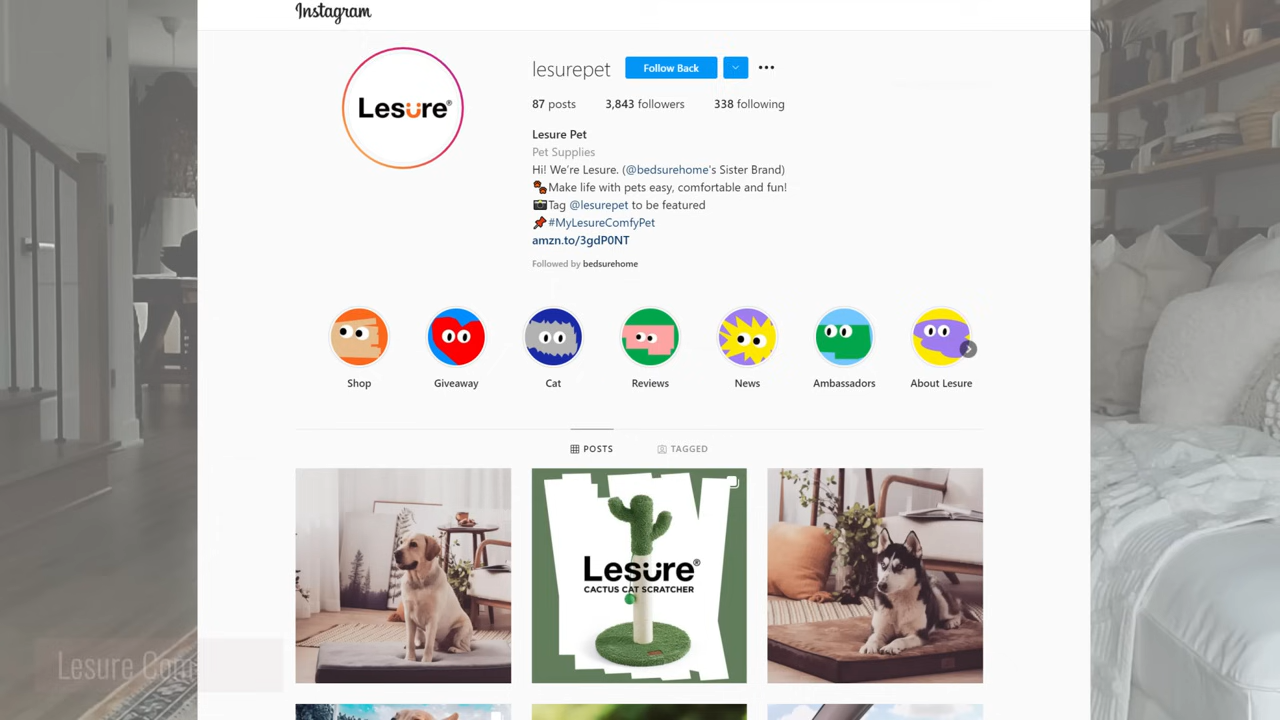 Instagram
Lesure®
lesurepet
Follow Back
87 posts 3,843 followers 338 following
Lesure Pet
Pet Supplies
Hi! We're Lesure. (@bedsurehome's Sister Brand)
🐾Make life with pets easy, comfortable and fun!
📷Tag @lesurepet to be featured
📌#MyLesureComfyPet
amzn.to/3gdP0NT
Followed by bedsurehome
Shop Giveaway Cat Reviews News Ambassadors About Lesure
POSTS TAGGED
Lesure®
CACTUS CAT SCRATCHER
Lesure Com